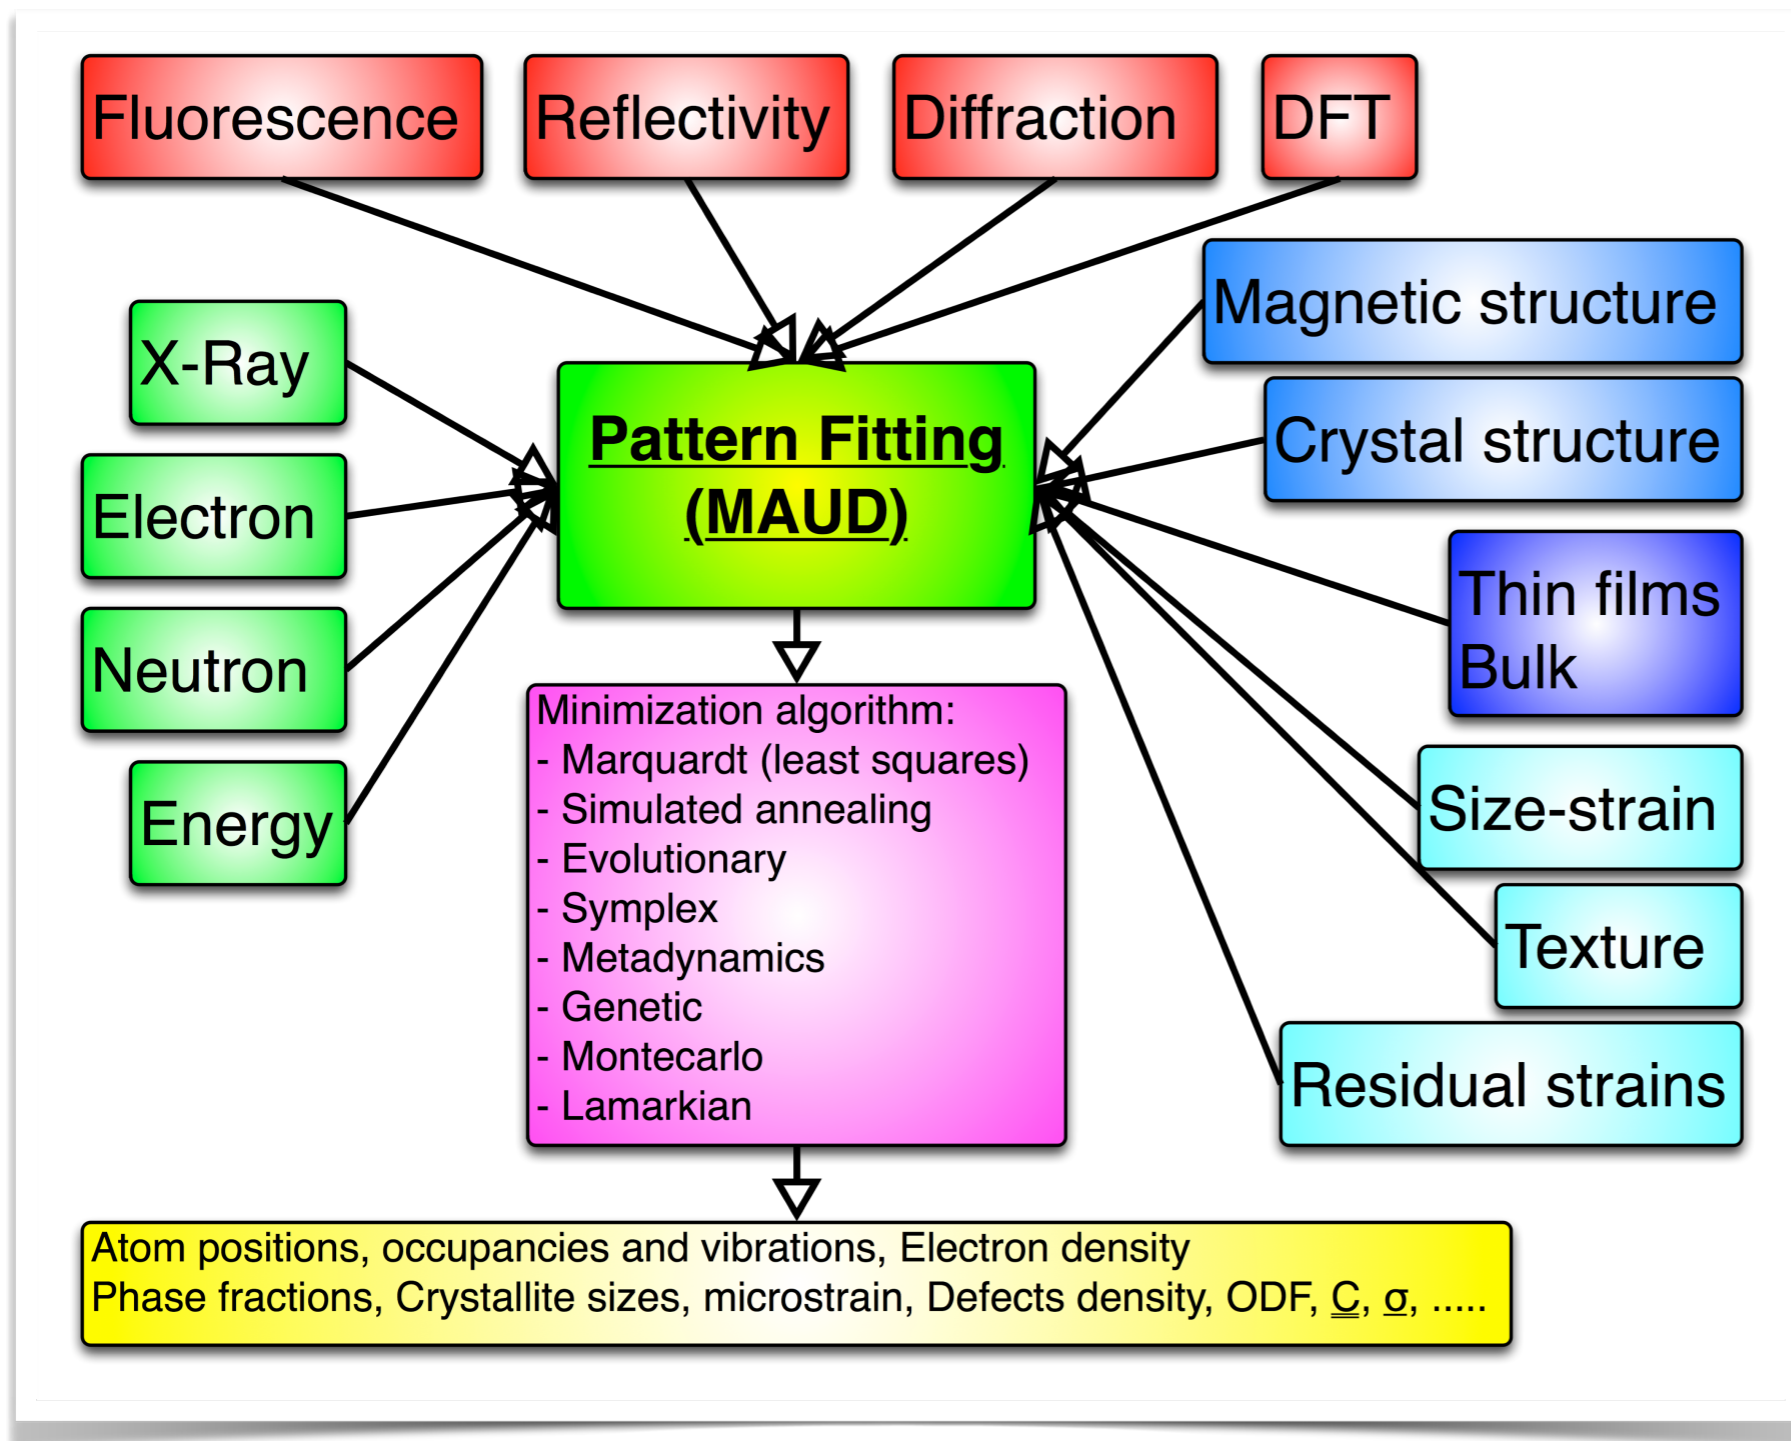 Fluorescence
Reflectivity
Diffraction
DFT
X-Ray
Electron
Neutron
Energy
Pattern Fitting
(MAUD)
Magnetic structure
Crystal structure
Thin films
Bulk
Size-strain
Texture
Residual strains
Minimization algorithm:
- Marquardt (least squares)
- Simulated annealing
- Evolutionary
- Symplex
- Metadynamics
- Genetic
- Montecarlo
- Lamarkian
Atom positions, occupancies and vibrations, Electron density
Phase fractions, Crystallite sizes, microstrain, Defects density, ODF, C, σ, .....